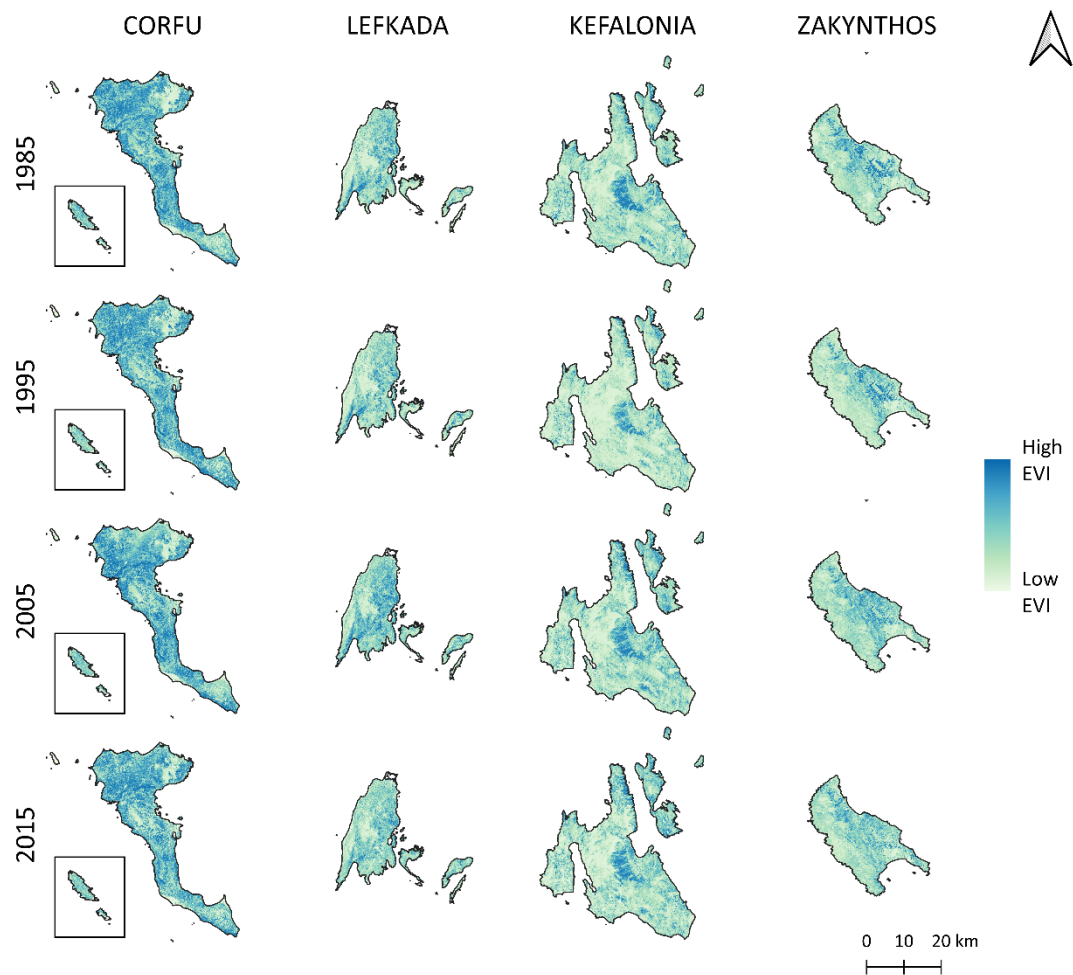 CORFU
LEFKADA
KEFALONIA
ZAKYNTHOS
1985
1995
High
EVI
Low
EVI
2005
2015
0 10 20 km